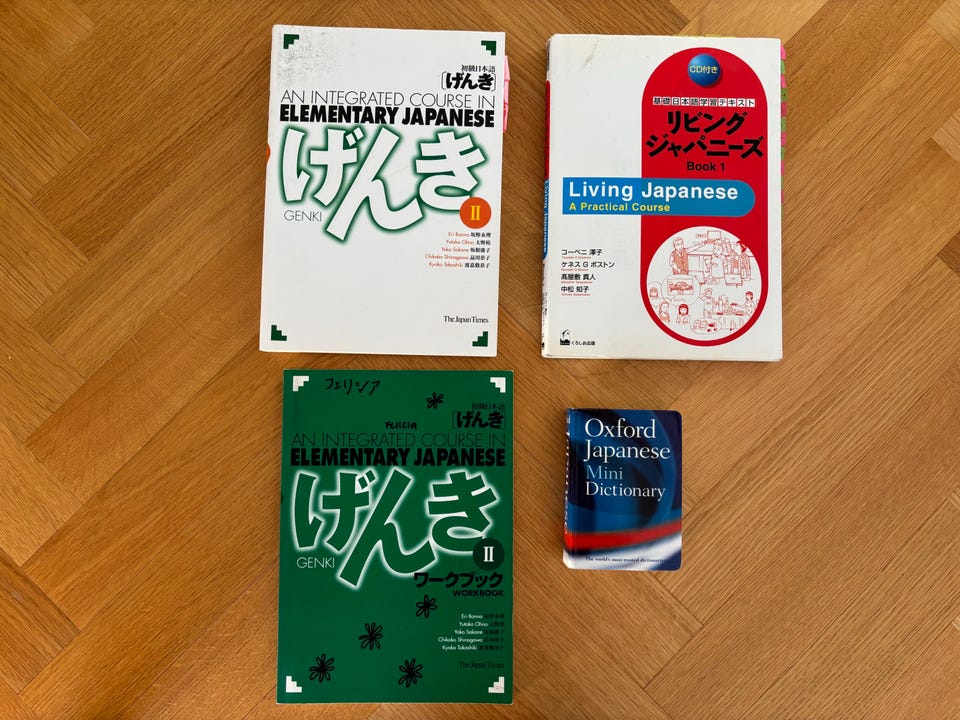 初級日本語
[げんき]
AN INTEGRATED COURSE IN
ELEMENTARY JAPANESE
げんき
GENKI
II
Eri Banno 坂野永理
Yutaka Ohno 大野裕
Yoko Sakane 坂根庸子
Chikako Shinagawa 品川恭子
Kyoko Tokashiki 渡嘉敷恭子
The Japan Times
CD付き
基礎日本語学習テキスト
リビング
ジャパニーズ
Book 1
Living Japanese
A Practical Course
コーベニ 澤子
ケネス G ボストン
髙屋敷 真人
中松 知子
くろしお出版
Living Japanese
フェリシア
FELICIA
初級日本語
[げんき]
AN INTEGRATED COURSE IN
ELEMENTARY JAPANESE
げんき
GENKI
II
ワークブック
WORKBOOK
Eri Banno 坂野永理
Yutaka Ohno 大野裕
Yoko Sakane 坂根庸子
Chikako Shinagawa 品川恭子
Kyoko Tokashiki 渡嘉敷恭子
The Japan Times
Oxford
Japanese
Mini
Dictionary
The world's most trusted dictionaries